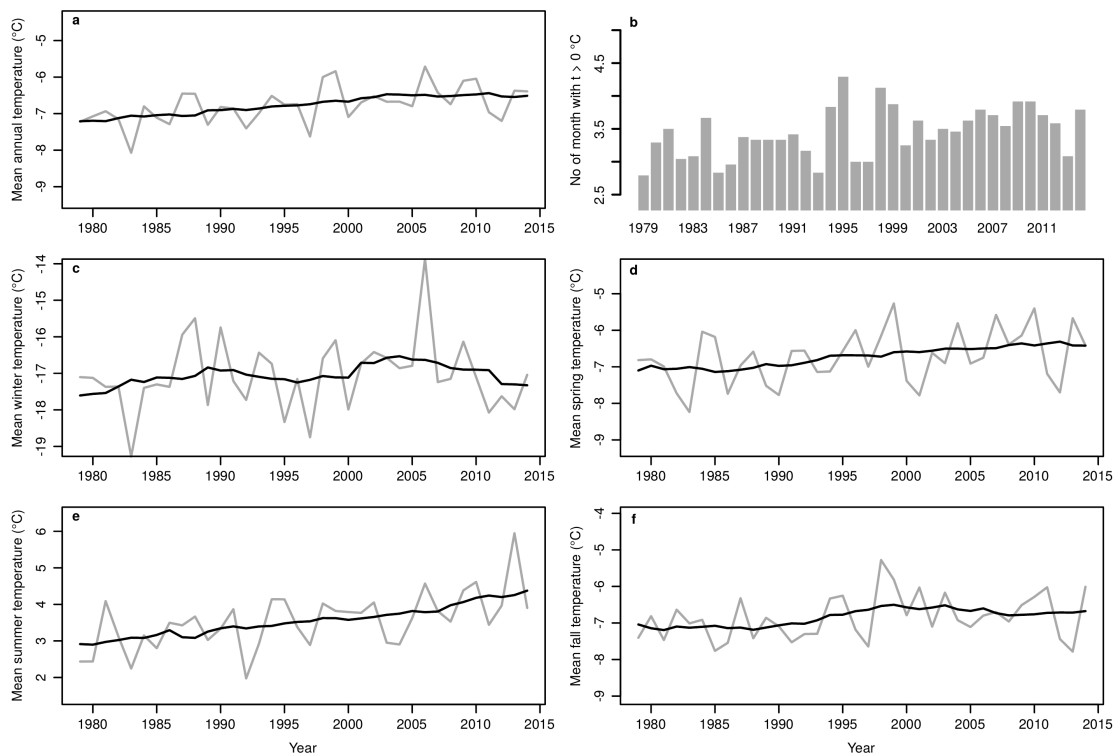 a
Mean annual temperature (°C)
-5
-6
-7
-8
-9
1980 1985 1990 1995 2000 2005 2010 2015
b
No of month with t > 0 °C
4.5
3.5
2.5
1979 1983 1987 1991 1995 1999 2003 2007 2011
c
Mean winter temperature (°C)
-14
-15
-16
-17
-18
-19
1980 1985 1990 1995 2000 2005 2010 2015
d
Mean spring temperature (°C)
-5
-6
-7
-8
-9
1980 1985 1990 1995 2000 2005 2010 2015
e
Mean summer temperature (°C)
6
5
4
3
2
1980 1985 1990 1995 2000 2005 2010 2015
Year
f
Mean fall temperature (°C)
-4
-5
-6
-7
-8
-9
1980 1985 1990 1995 2000 2005 2010 2015
Year